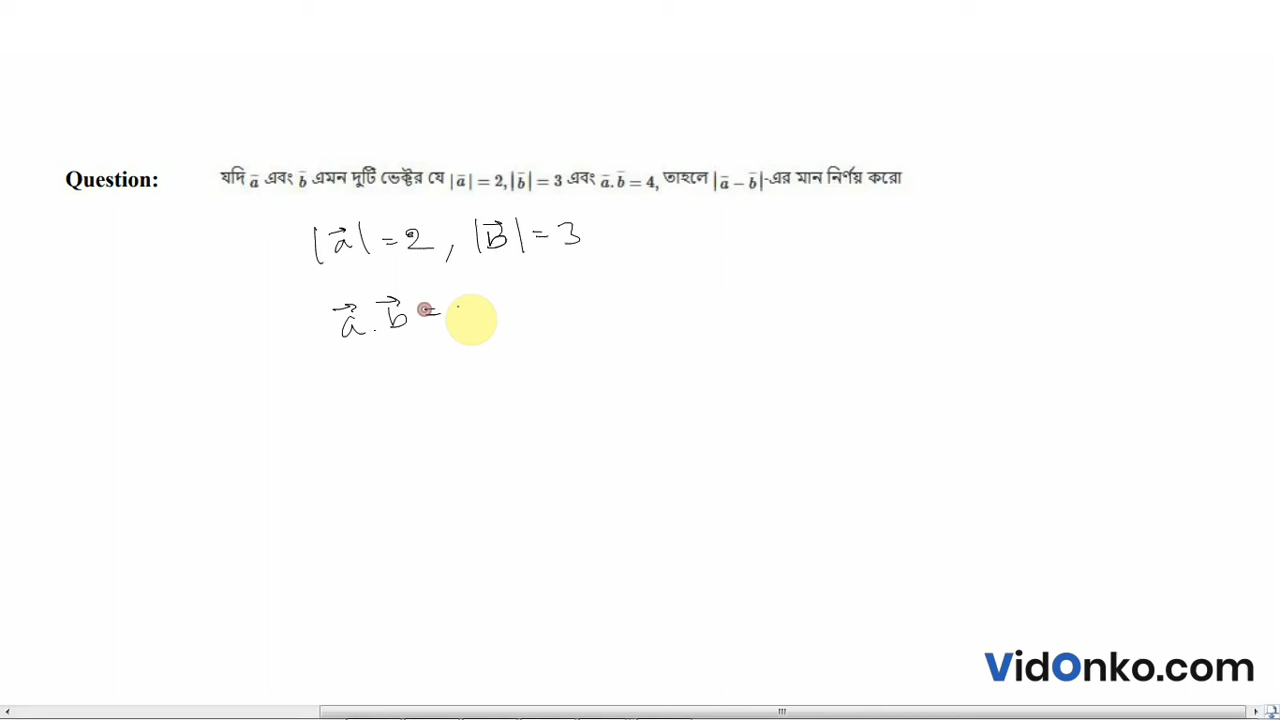 Question: যদি a̅ এবং b̅ এমন দুটি ভেক্টর যে |a̅| = 2, |b̅| = 3 এবং a̅.b̅ = 4, তাহলে |a̅ − b̅|-এর মান নির্ণয় করো
|a⃗| = 2, |b⃗| = 3
a⃗.b⃗ =
VidOnko.com